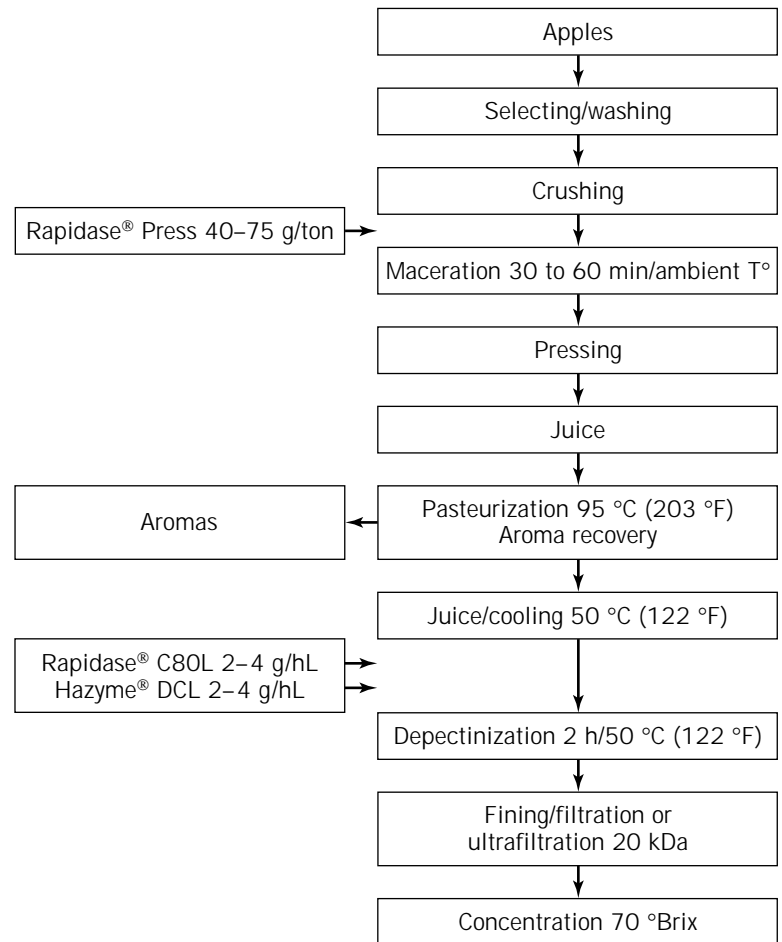 Apples
Selecting/washing
Crushing
Rapidase® Press 40–75 g/ton
Maceration 30 to 60 min/ambient T°
Pressing
Juice
Aromas
Pasteurization 95 °C (203 °F)
Aroma recovery
Juice/cooling 50 °C (122 °F)
Rapidase® C80L 2–4 g/hL
Hazyme® DCL 2–4 g/hL
Depectinization 2 h/50 °C (122 °F)
Fining/filtration or
ultrafiltration 20 kDa
Concentration 70 °Brix